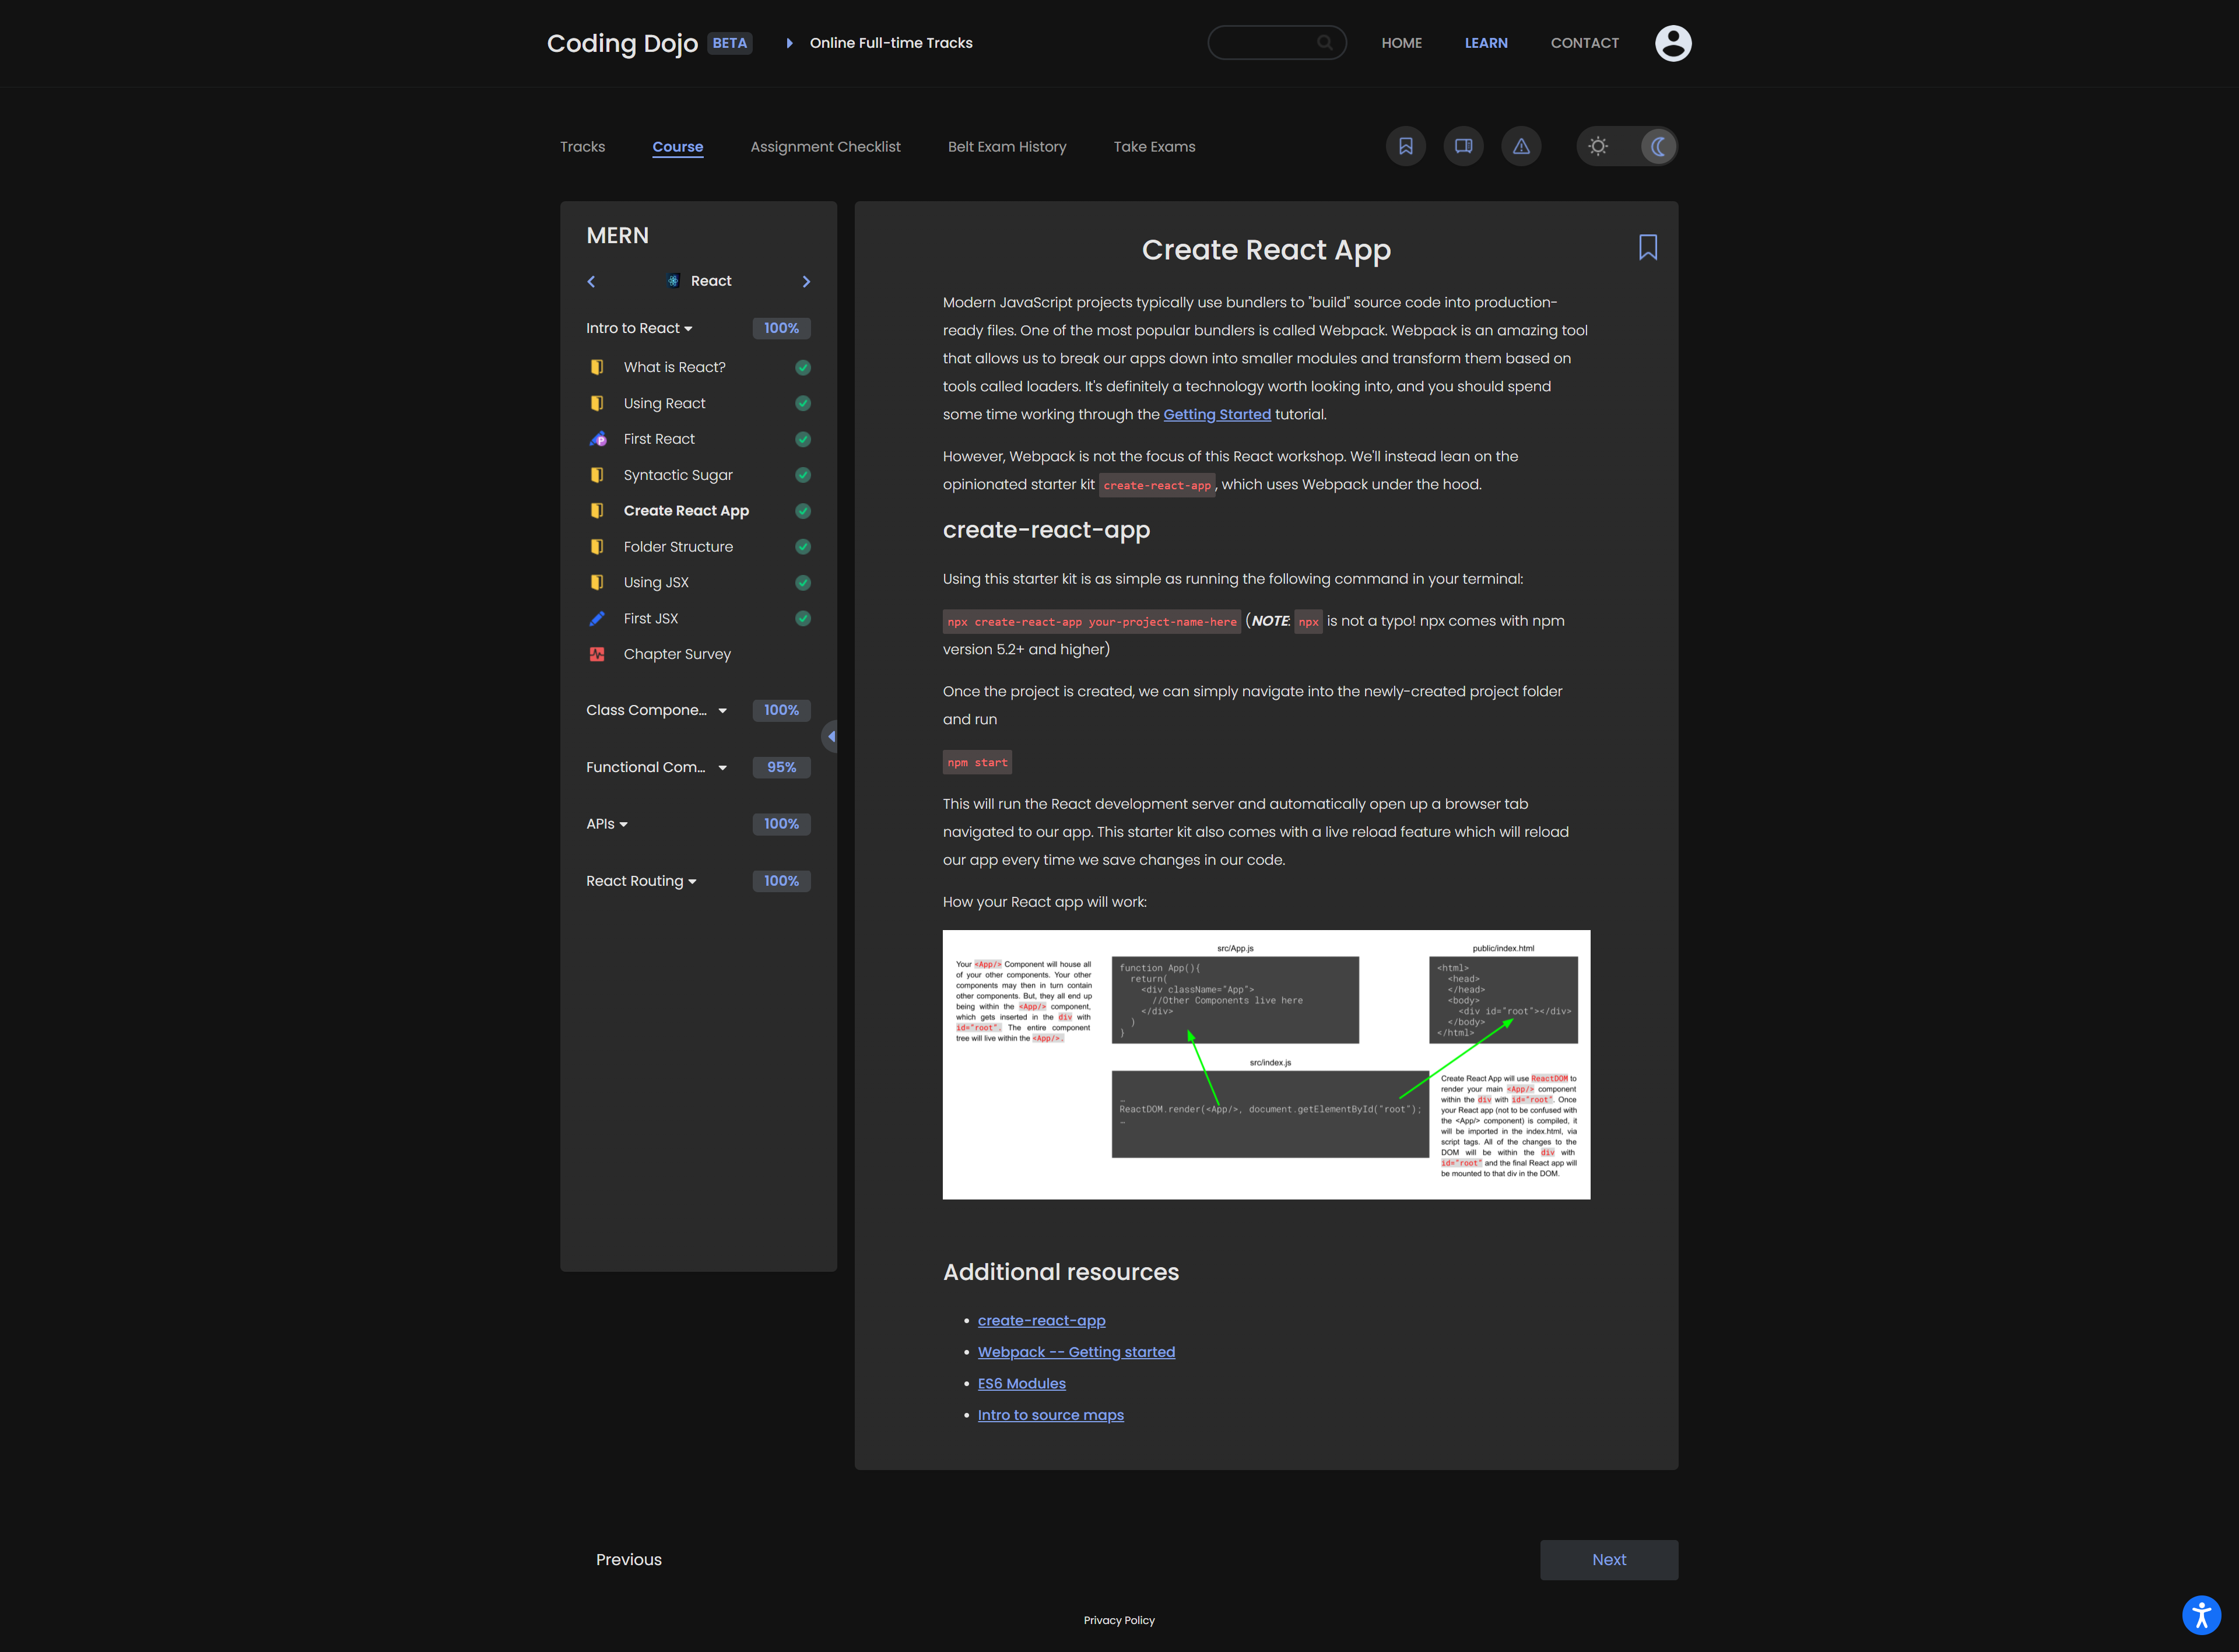 Coding Dojo BETA Online Full-time Tracks HOME LEARN CONTACT
Tracks Course Assignment Checklist Belt Exam History Take Exams
MERN
React
Intro to React 100%
What is React?
Using React
First React
Syntactic Sugar
Create React App
Folder Structure
Using JSX
First JSX
Chapter Survey
Class Compone... 100%
Functional Com... 95%
APIs 100%
React Routing 100%
Create React App
Modern JavaScript projects typically use bundlers to "build" source code into production-
ready files. One of the most popular bundlers is called Webpack. Webpack is an amazing tool
that allows us to break our apps down into smaller modules and transform them based on
tools called loaders. It's definitely a technology worth looking into, and you should spend
some time working through the Getting Started tutorial.
However, Webpack is not the focus of this React workshop. We'll instead lean on the
opinionated starter kit create-react-app, which uses Webpack under the hood.
create-react-app
Using this starter kit is as simple as running the following command in your terminal:
npx create-react-app your-project-name-here (NOTE: npx is not a typo! npx comes with npm
version 5.2+ and higher)
Once the project is created, we can simply navigate into the newly-created project folder
and run
npm start
This will run the React development server and automatically open up a browser tab
navigated to our app. This starter kit also comes with a live reload feature which will reload
our app every time we save changes in our code.
How your React app will work:
Your <App/> Component will house all
of your other components. Your other
components may then in turn contain
other components. But, they all end up
being within the <App/> component,
which gets inserted in the div with
id="root". The entire component
tree will live within the <App/>.
src/App.js
function App(){
return(
<div className="App">
//Other Components live here
</div>
)
}
public/index.html
<html>
<head>
</head>
<body>
<div id="root"></div>
</body>
</html>
src/index.js
…
ReactDOM.render(<App/>, document.getElementById("root");
…
Create React App will use ReactDOM to
render your main <App/> component
within the div with id="root". Once
your React app (not to be confused with
the <App/> component) is compiled, it
will be imported in the index.html, via
script tags. All of the changes to the
DOM will be within the div with
id="root" and the final React app will
be mounted to that div in the DOM.
Additional resources
• create-react-app
• Webpack -- Getting started
• ES6 Modules
• Intro to source maps
Previous Next
Privacy Policy